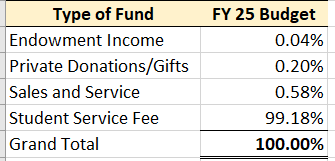 Type of Fund FY 25 Budget
Endowment Income 0.04%
Private Donations/Gifts 0.20%
Sales and Service 0.58%
Student Service Fee 99.18%
Grand Total 100.00%